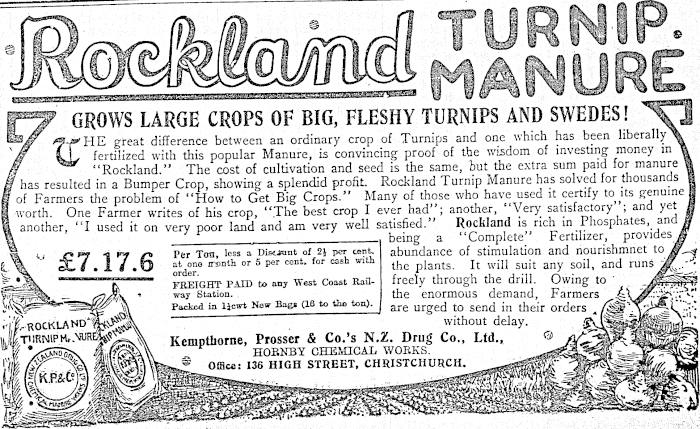 Rockland TURNIP.
MANURE
GROWS LARGE CROPS OF BIG, FLESHY TURNIPS AND SWEDES!
THE great difference between an ordinary crop of Turnips and one which has been liberally
fertilized with this popular Manure, is convincing proof of the wisdom of investing money in
"Rockland." The cost of cultivation and seed is the same, but the extra sum paid for manure
has resulted in a Bumper Crop, showing a splendid profit. Rockland Turnip Manure has solved for thousands
of Farmers the problem of "How to Get Big Crops." Many of those who have used it certify to its genuine
worth. One Farmer writes of his crop, "The best crop I ever had"; another, "Very satisfactory"; and yet
another, "I used it on very poor land and am very well satisfied." Rockland is rich in Phosphates, and
being a "Complete" Fertilizer, provides
abundance of stimulation and nourishmnet to
the plants. It will suit any soil, and runs
freely through the drill. Owing to
the enormous demand, Farmers
are urged to send in their orders
without delay.
£7.17.6
Per Ton, less a Discount of 2½ per cent.
at one month or 5 per cent. for cash with
order.
FREIGHT PAID to any West Coast Rail-
way Station.
Packed in 1¼cwt New Bags (16 to the ton).
Kempthorne, Prosser & Co.'s N.Z. Drug Co., Ltd.,
HORNBY CHEMICAL WORKS.
Office: 136 HIGH STREET, CHRISTCHURCH.
"ROCKLAND"
TURNIP MANURE
K.P.& Co